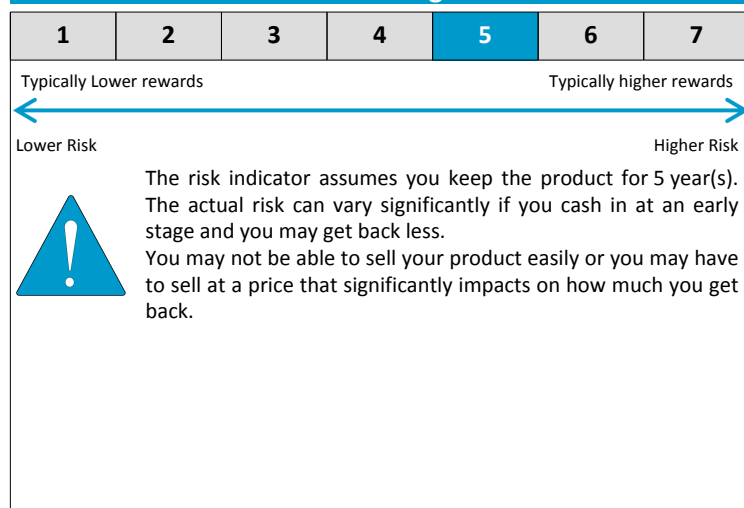 1 2 3 4 5 6 7
Typically Lower rewards Typically higher rewards
Lower Risk Higher Risk
The risk indicator assumes you keep the product for 5 year(s).
The actual risk can vary significantly if you cash in at an early
stage and you may get back less.
You may not be able to sell your product easily or you may have
to sell at a price that significantly impacts on how much you get
back.